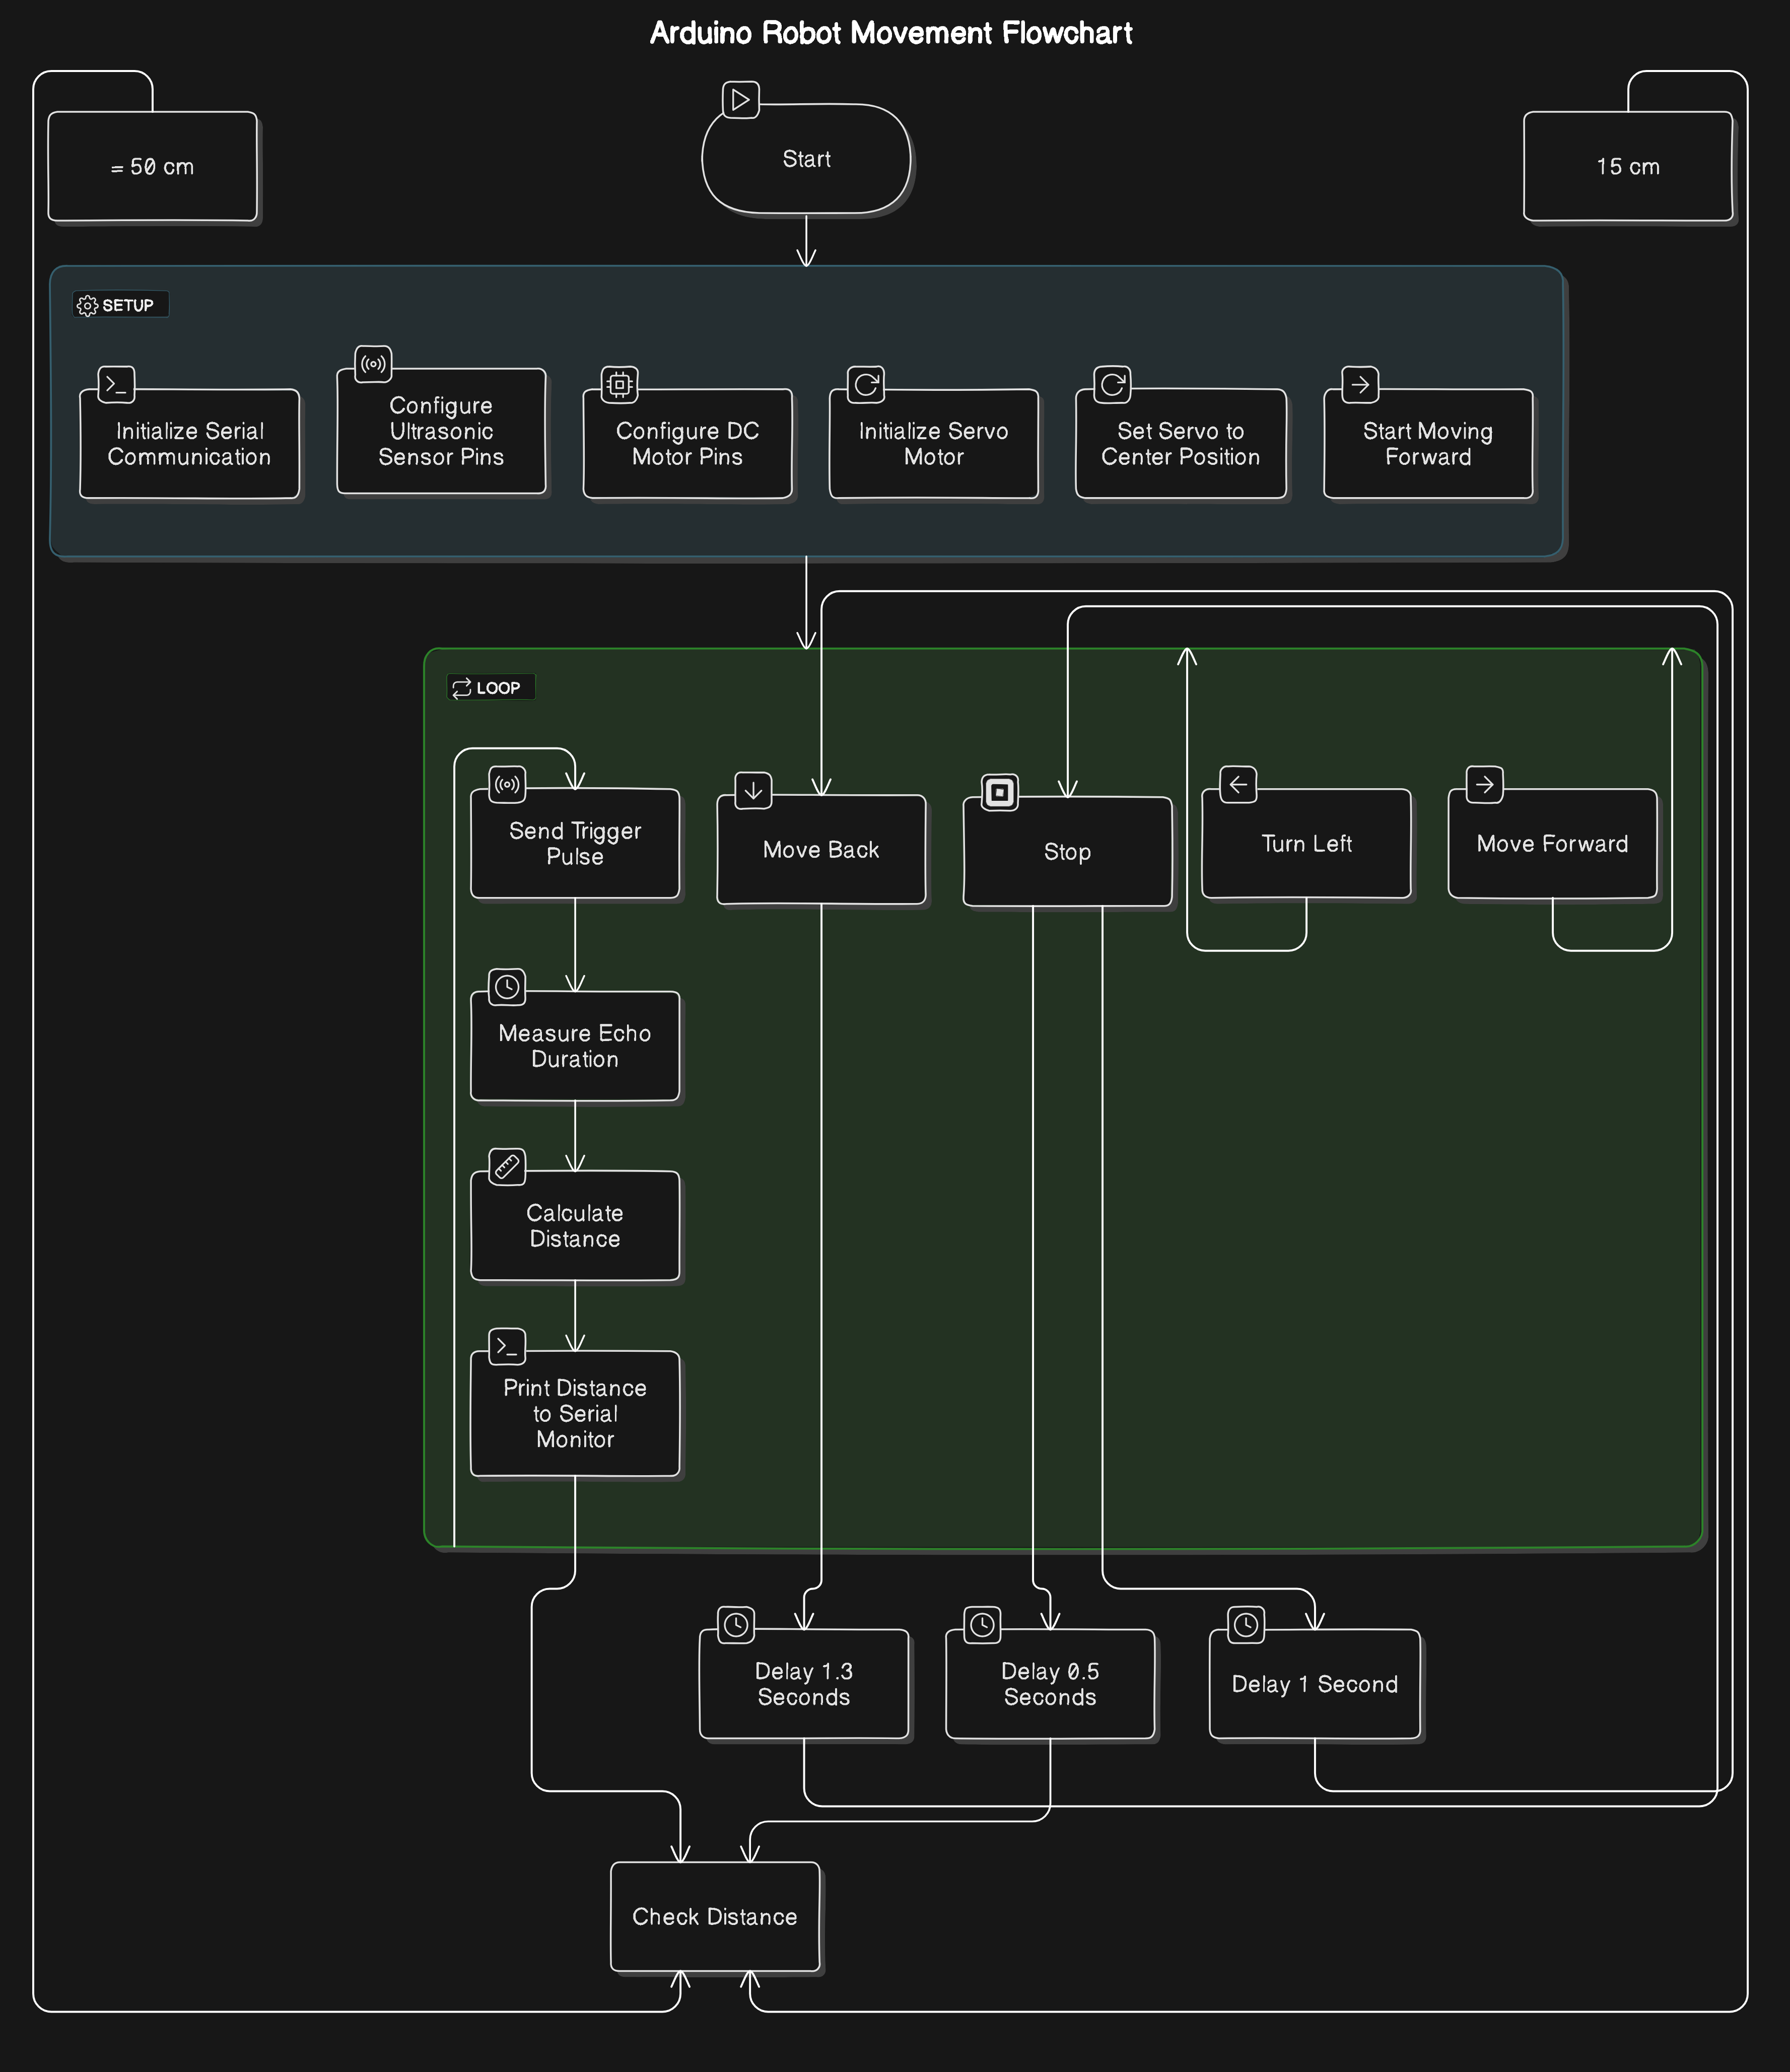 Arduino Robot Movement Flowchart
= 50 cm
Start
15 cm
SETUP
Initialize Serial
Communication
Configure
Ultrasonic
Sensor Pins
Configure DC
Motor Pins
Initialize Servo
Motor
Set Servo to
Center Position
Start Moving
Forward
LOOP
Send Trigger
Pulse
Move Back
Stop
Turn Left
Move Forward
Measure Echo
Duration
Calculate
Distance
Print Distance
to Serial
Monitor
Delay 1.3
Seconds
Delay 0.5
Seconds
Delay 1 Second
Check Distance